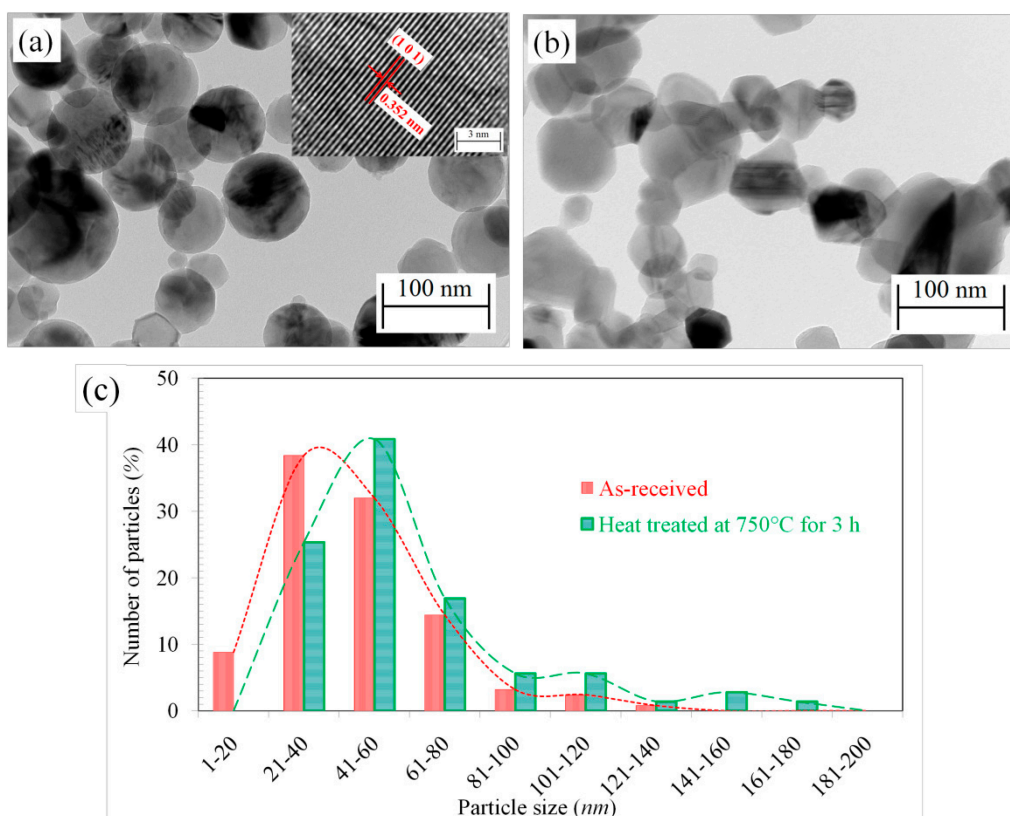 (a)
(1 0 1)
0.352 nm
3 nm
100 nm
(b)
100 nm
(c)
50
40
30
20
10
0
Number of particles (%)
As-received
Heat treated at 750°C for 3 h
1-20
21-40
41-60
61-80
81-100
101-120
121-140
141-160
161-180
181-200
Particle size (nm)